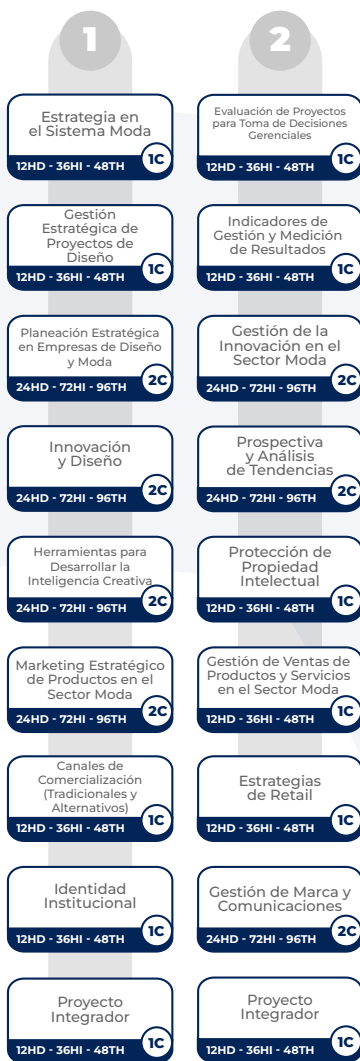 1
Estrategia en
el Sistema Moda
12HD - 36HI - 48TH
1C
Gestión
Estratégica de
Proyectos de
Diseño
12HD - 36HI - 48TH
1C
Planeación Estratégica
en Empresas de Diseño
y Moda
24HD - 72HI - 96TH
2C
Innovación
y Diseño
24HD - 72HI - 96TH
2C
Herramientas para
Desarrollar la
Inteligencia Creativa
24HD - 72HI - 96TH
2C
Marketing Estratégico
de Productos en el
Sector Moda
24HD - 72HI - 96TH
2C
Canales de
Comercialización
(Tradicionales y
Alternativos)
12HD - 36HI - 48TH
1C
Identidad
Institucional
12HD - 36HI - 48TH
1C
Proyecto
Integrador
12HD - 36HI - 48TH
1C
2
Evaluación de Proyectos
para Toma de Decisiones
Gerenciales
12HD - 36HI - 48TH
1C
Indicadores de
Gestión y Medición
de Resultados
12HD - 36HI - 48TH
1C
Gestión de la
Innovación en el
Sector Moda
24HD - 72HI - 96TH
2C
Prospectiva
y Análisis
de Tendencias
24HD - 72HI - 96TH
2C
Protección de
Propiedad
Intelectual
12HD - 36HI - 48TH
1C
Gestión de Ventas de
Productos y Servicios
en el Sector Moda
12HD - 36HI - 48TH
1C
Estrategias
de Retail
12HD - 36HI - 48TH
1C
Gestión de Marca y
Comunicaciones
24HD - 72HI - 96TH
2C
Proyecto
Integrador
12HD - 36HI - 48TH
1C